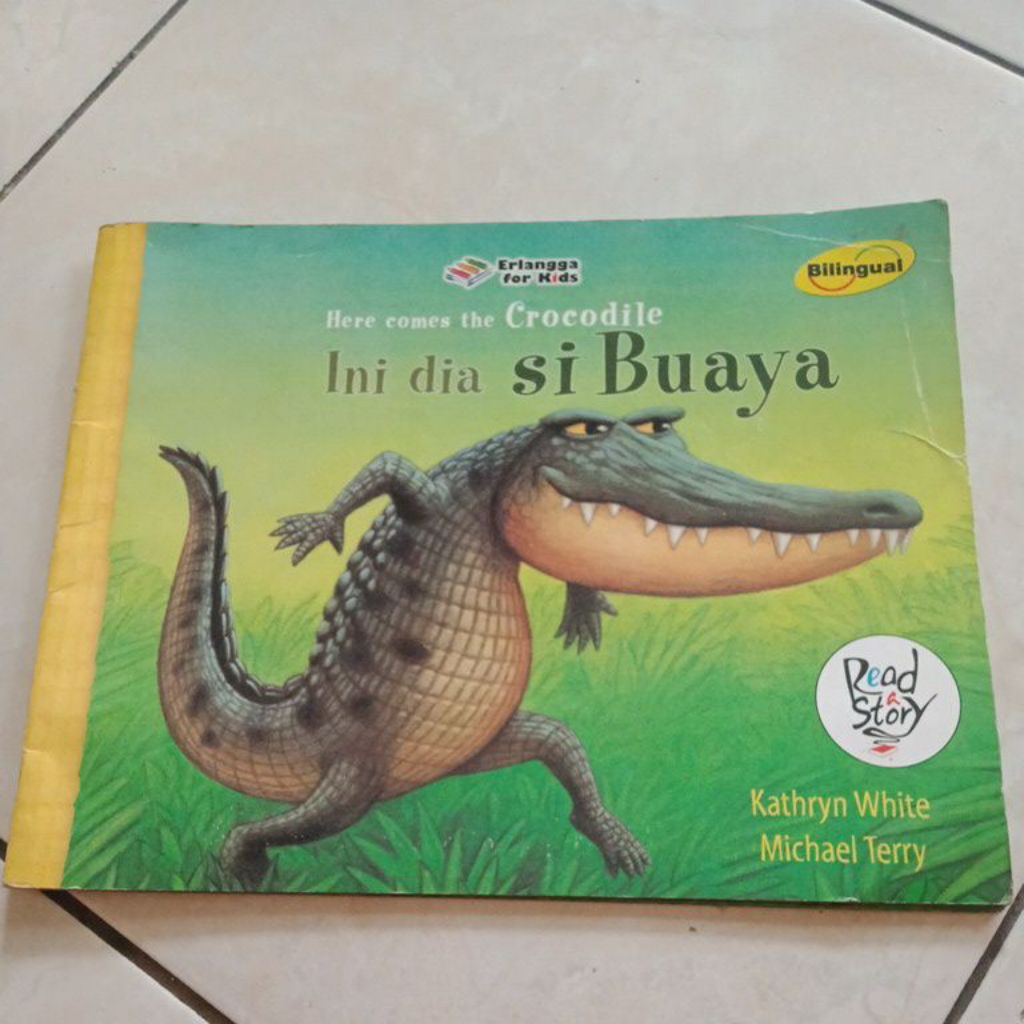 Erlangga
for Kids
Bilingual
Here comes the Crocodile
Ini dia si Buaya
Read
a
Story
Kathryn White
Michael Terry